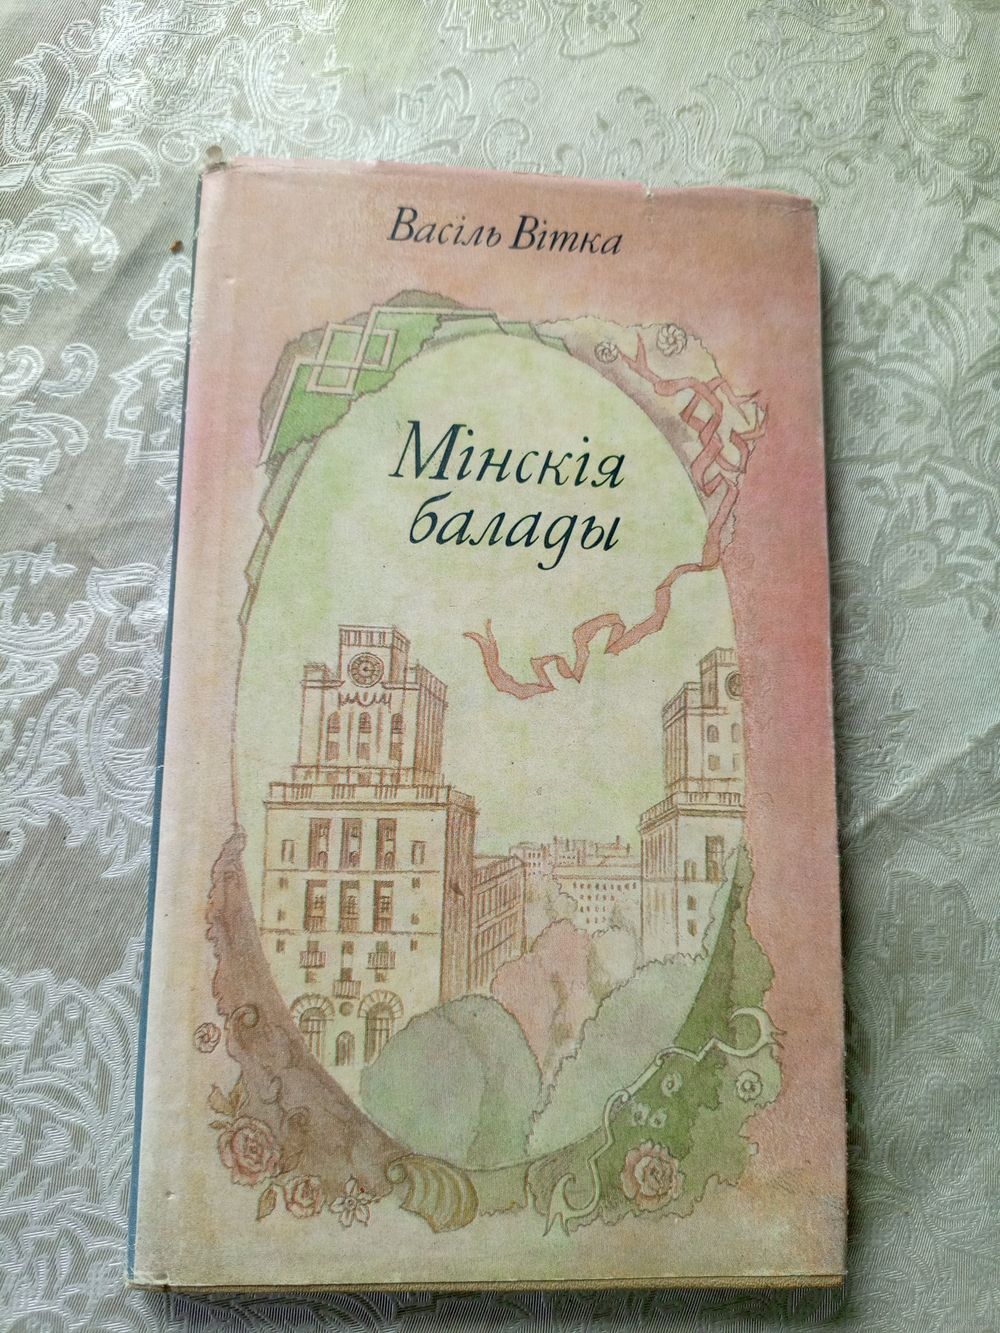 Васіль Вітка
Мінскія
балады